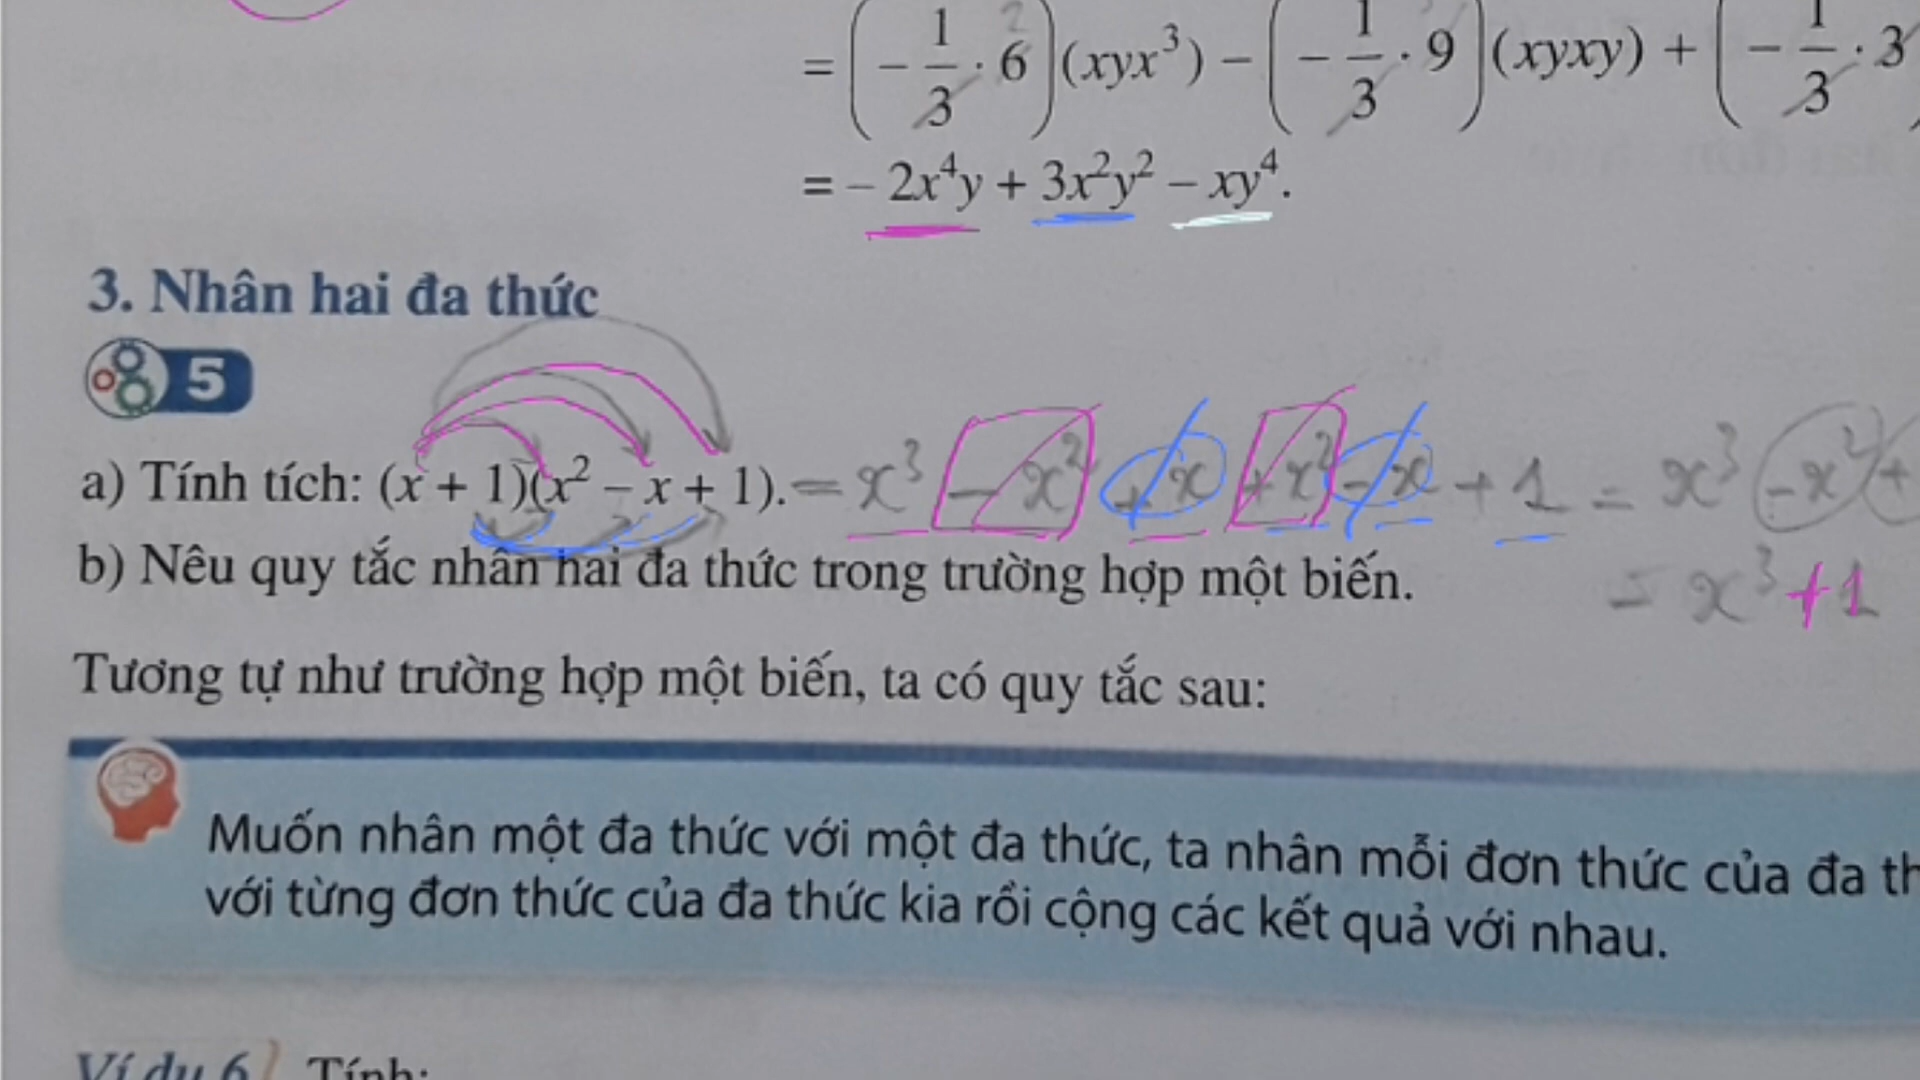 = (-1/3 · 6)(xyx³) - (-1/3 · 9)(xyxy) + (-1/3 · 3
= - 2x⁴y + 3x²y² - xy⁴.
3. Nhân hai đa thức
5
a) Tính tích: (x + 1)(x² - x + 1). = x³ - x² + x + x² - x + 1 = x³ - x² +
b) Nêu quy tắc nhân hai đa thức trong trường hợp một biến.
= x³ + 1
Tương tự như trường hợp một biến, ta có quy tắc sau:
Muốn nhân một đa thức với một đa thức, ta nhân mỗi đơn thức của đa th
với từng đơn thức của đa thức kia rồi cộng các kết quả với nhau.
Ví dụ 6 Tính: